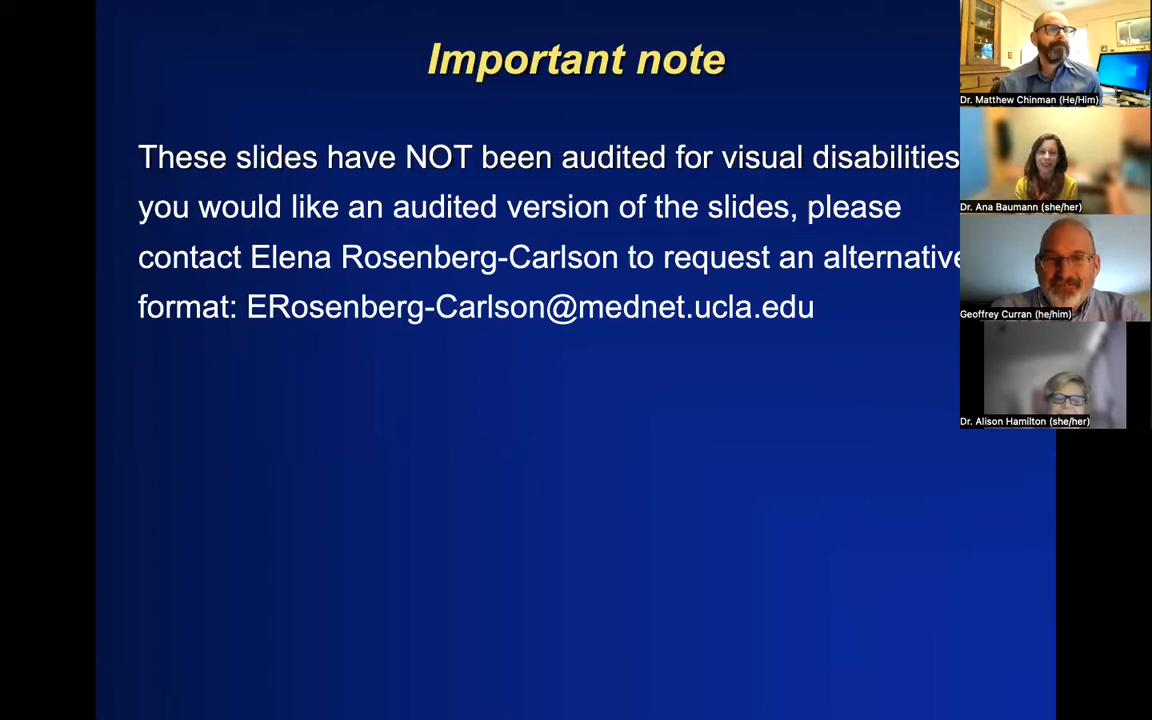 Important note
These slides have NOT been audited for visual disabilities
you would like an audited version of the slides, please
contact Elena Rosenberg-Carlson to request an alternative
format: ERosenberg-Carlson@mednet.ucla.edu
Dr. Matthew Chinman (He/Him)
Dr. Ana Baumann (she/her)
Geoffrey Curran (he/him)
Dr. Alison Hamilton (she/her)